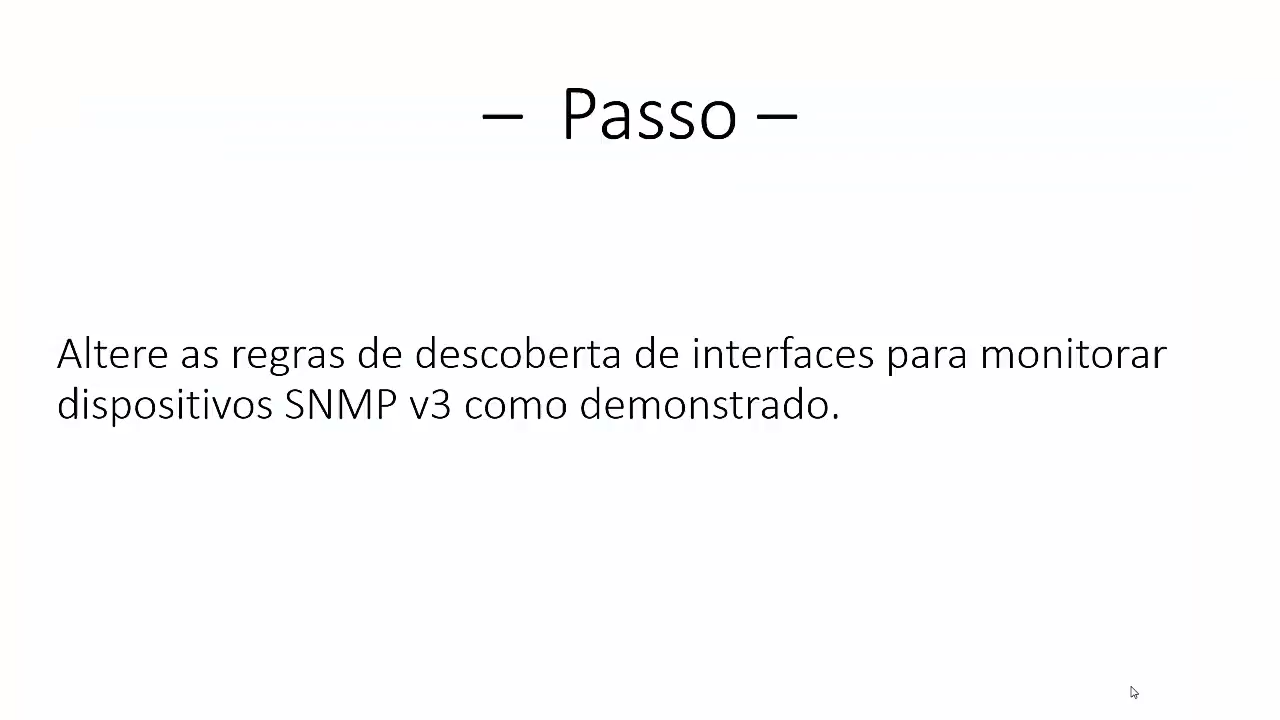 – Passo –
Altere as regras de descoberta de interfaces para monitorar
dispositivos SNMP v3 como demonstrado.